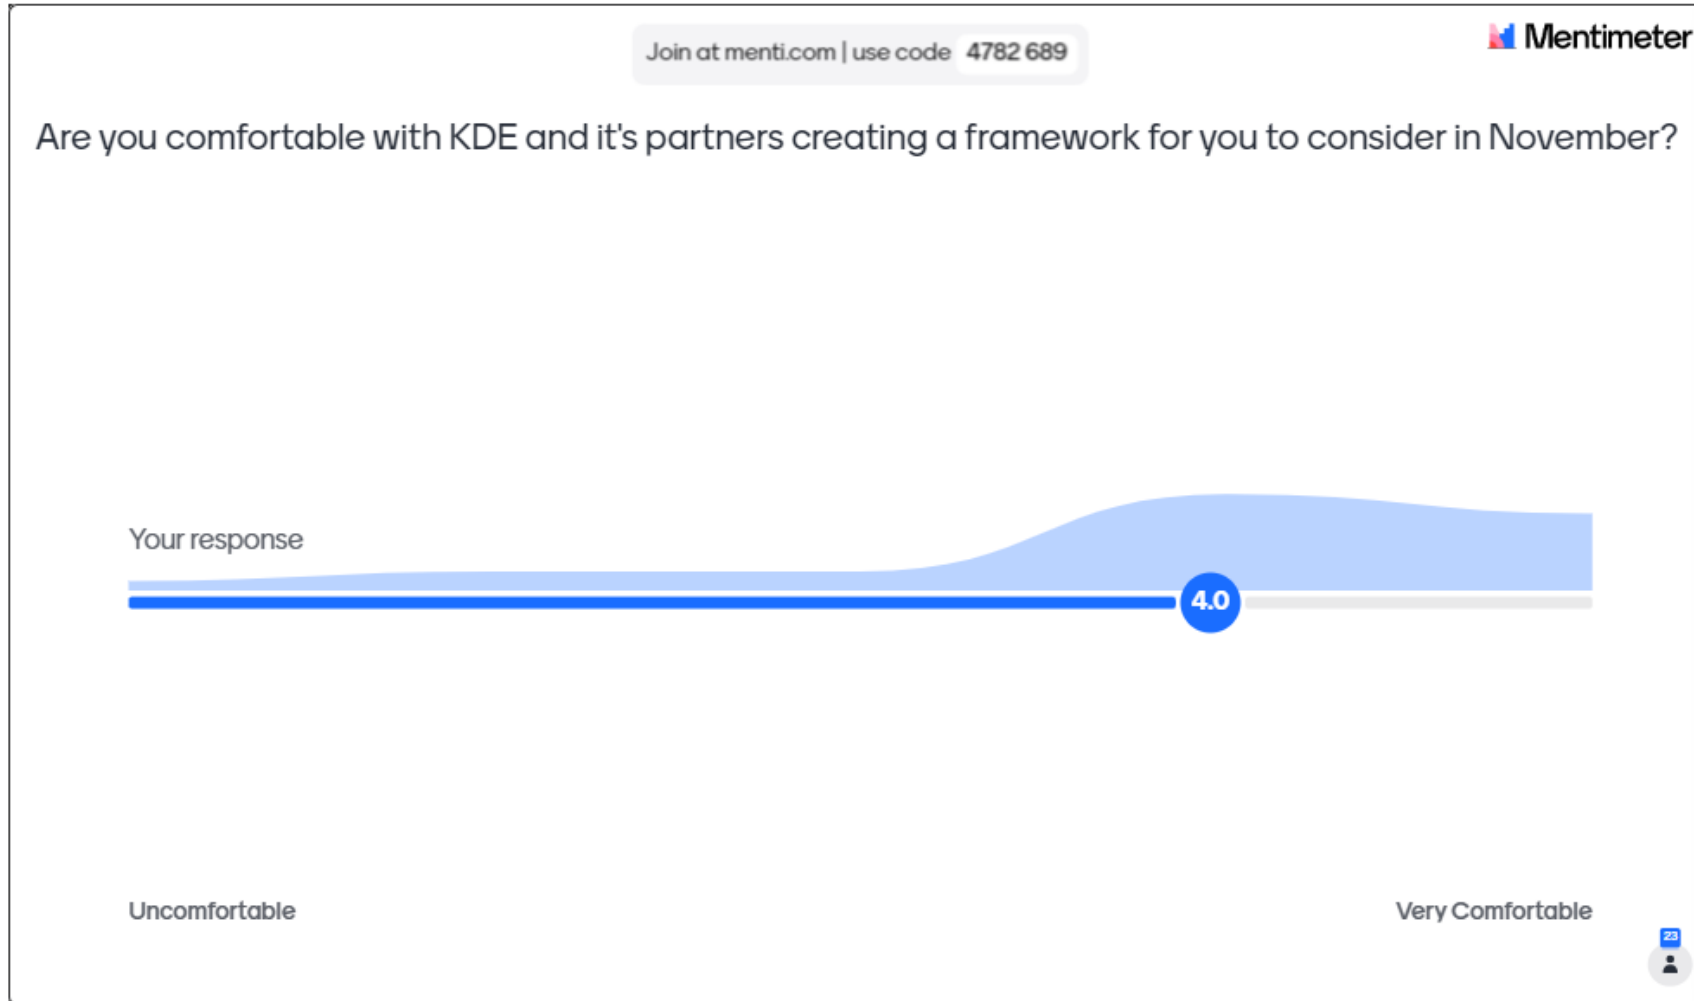 Join at menti.com | use code 4782 689
Mentimeter
Are you comfortable with KDE and it's partners creating a framework for you to consider in November?
Your response
4.0
Uncomfortable
Very Comfortable
23